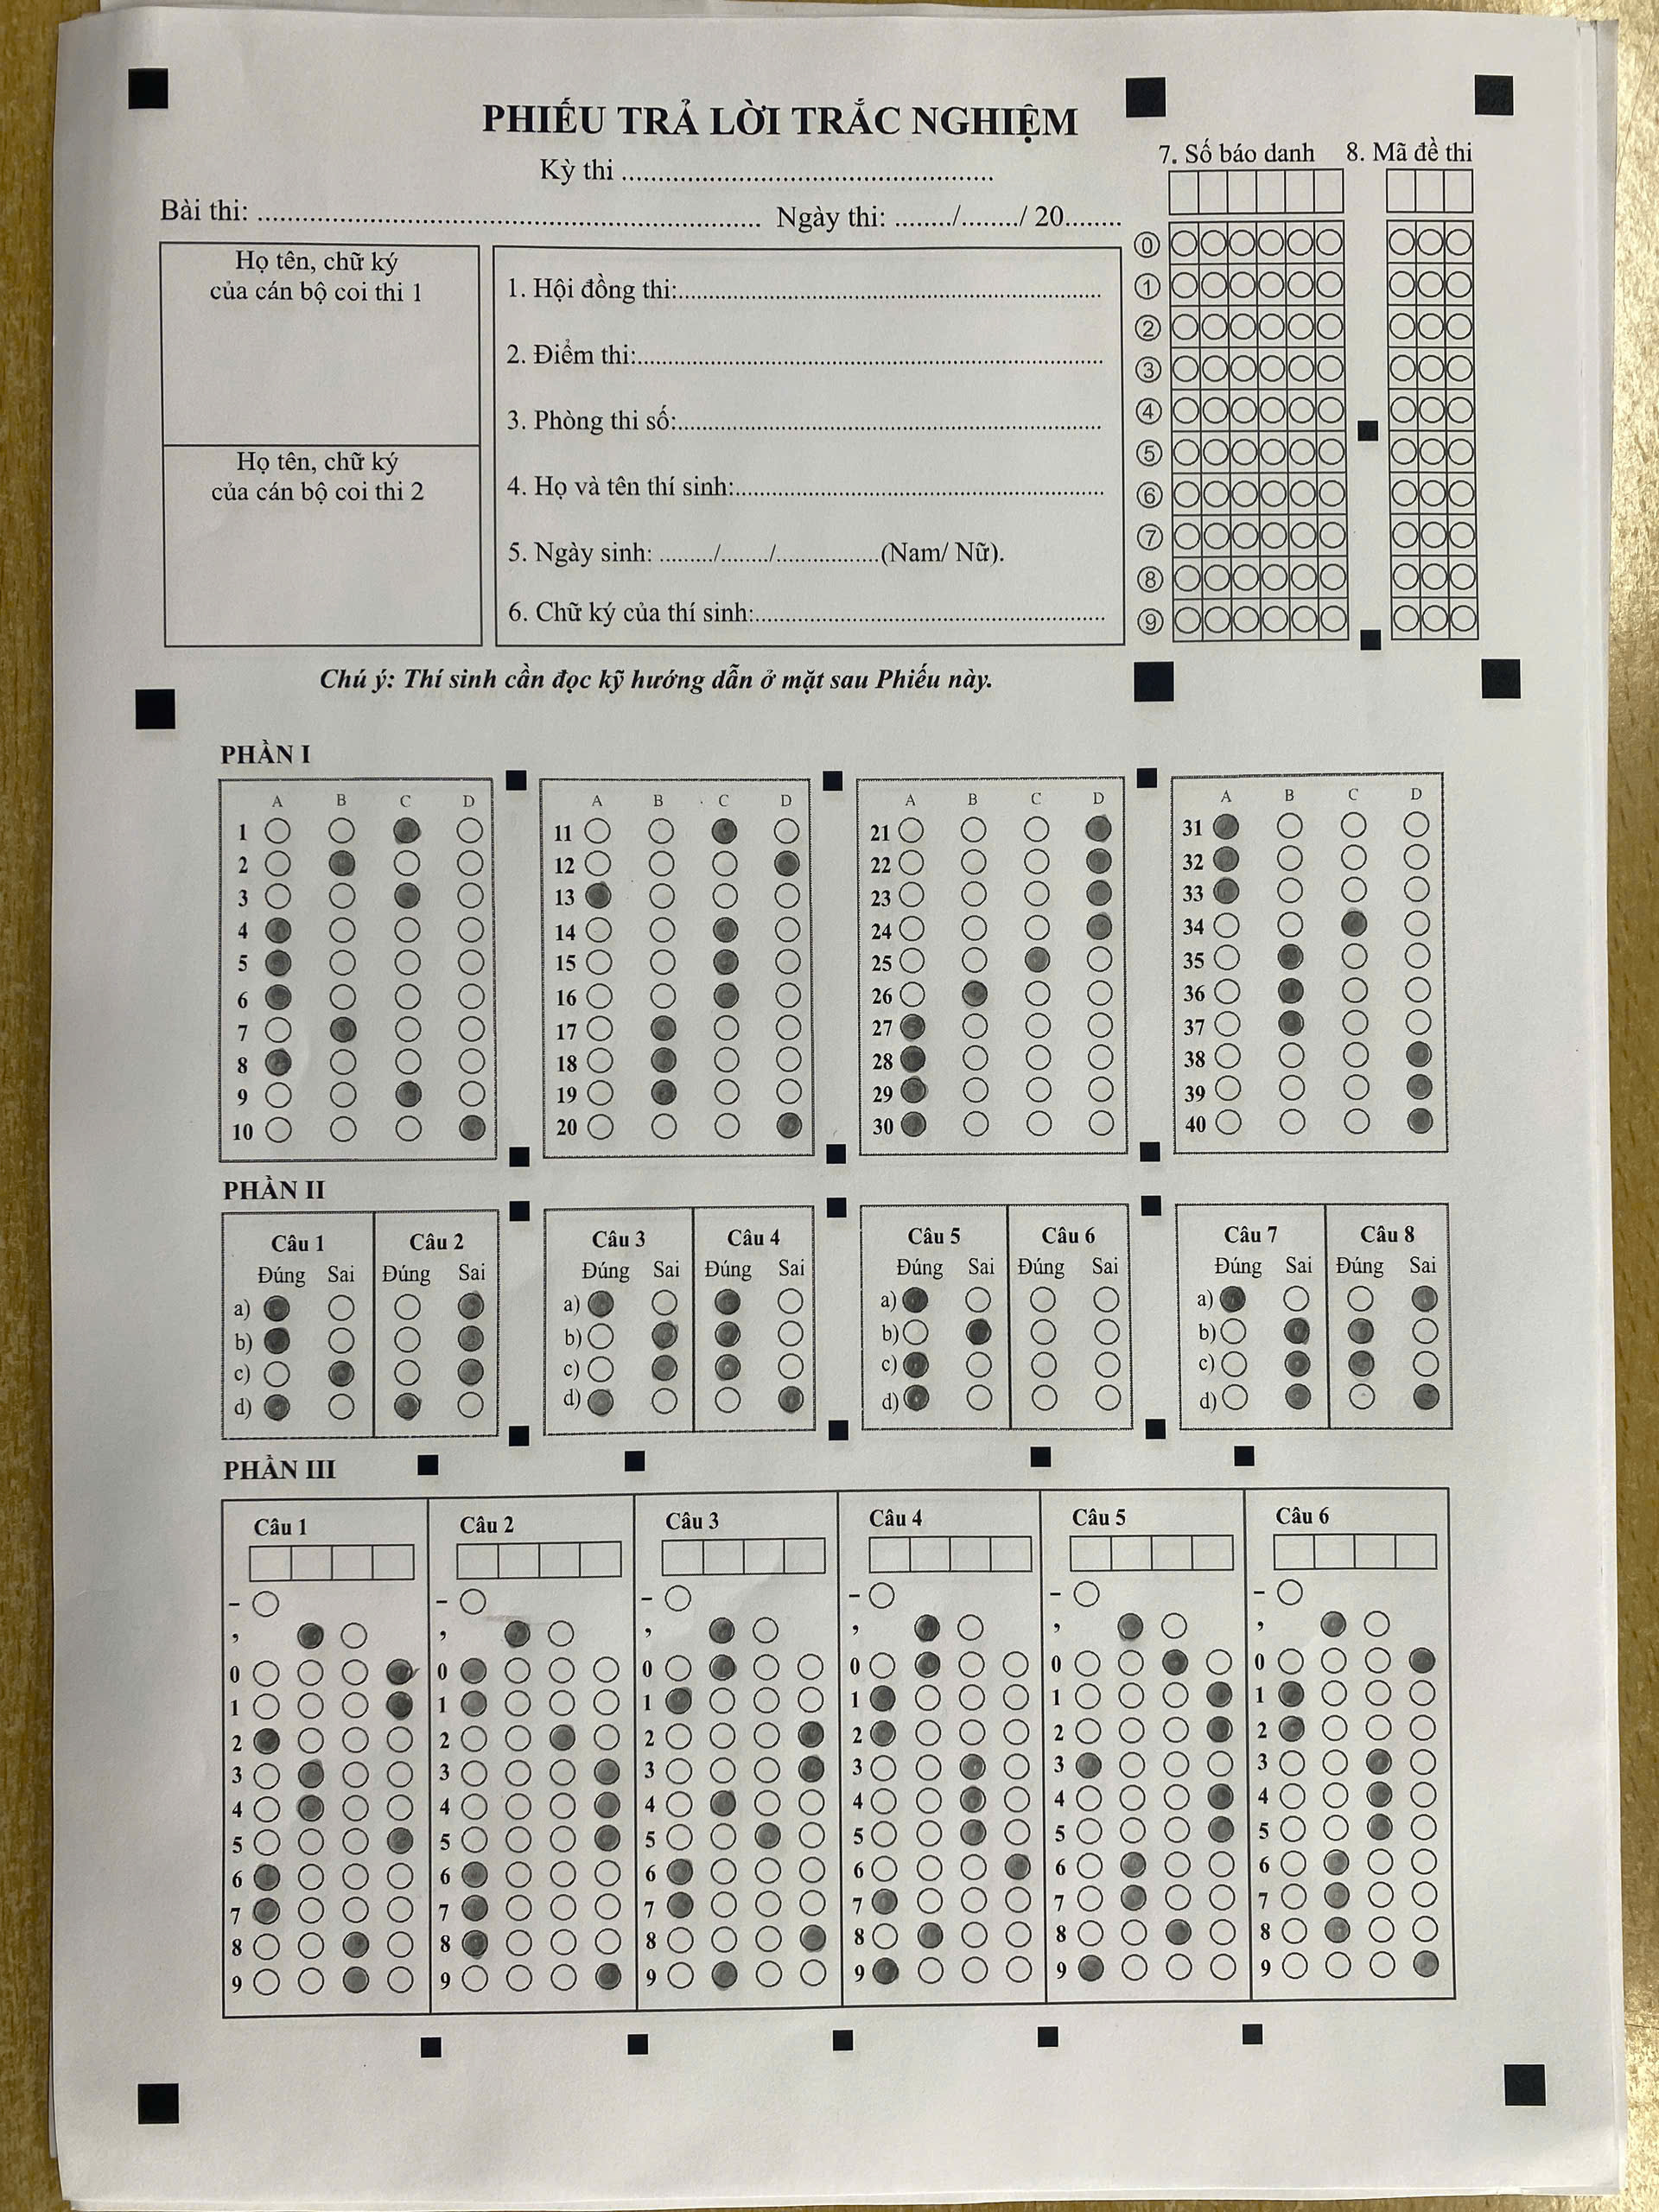 PHIẾU TRẢ LỜI TRẮC NGHIỆM
Kỳ thi ....................................................
Bài thi: ...................................................................... Ngày thi: ......../......../ 20........
7. Số báo danh 8. Mã đề thi
Họ tên, chữ ký
của cán bộ coi thi 1
Họ tên, chữ ký
của cán bộ coi thi 2
1. Hội đồng thi:............................................................
2. Điểm thi:..................................................................
3. Phòng thi số:............................................................
4. Họ và tên thí sinh:....................................................
5. Ngày sinh: ......../......../...............(Nam/ Nữ).
6. Chữ ký của thí sinh:.................................................
0
1
2
3
4
5
6
7
8
9
Chú ý: Thí sinh cần đọc kỹ hướng dẫn ở mặt sau Phiếu này.
PHẦN I
A B C D A B C D A B C D A B C D
1 11 21 31
2 12 22 32
3 13 23 33
4 14 24 34
5 15 25 35
6 16 26 36
7 17 27 37
8 18 28 38
9 19 29 39
10 20 30 40
PHẦN II
Câu 1 Câu 2 Câu 3 Câu 4 Câu 5 Câu 6 Câu 7 Câu 8
Đúng Sai Đúng Sai Đúng Sai Đúng Sai Đúng Sai Đúng Sai Đúng Sai Đúng Sai
a) a) a) a)
b) b) b) b)
c) c) c) c)
d) d) d) d)
PHẦN III
Câu 1 Câu 2 Câu 3 Câu 4 Câu 5 Câu 6
- - - - - -
, , , , , ,
0 0 0 0 0 0
1 1 1 1 1 1
2 2 2 2 2 2
3 3 3 3 3 3
4 4 4 4 4 4
5 5 5 5 5 5
6 6 6 6 6 6
7 7 7 7 7 7
8 8 8 8 8 8
9 9 9 9 9 9